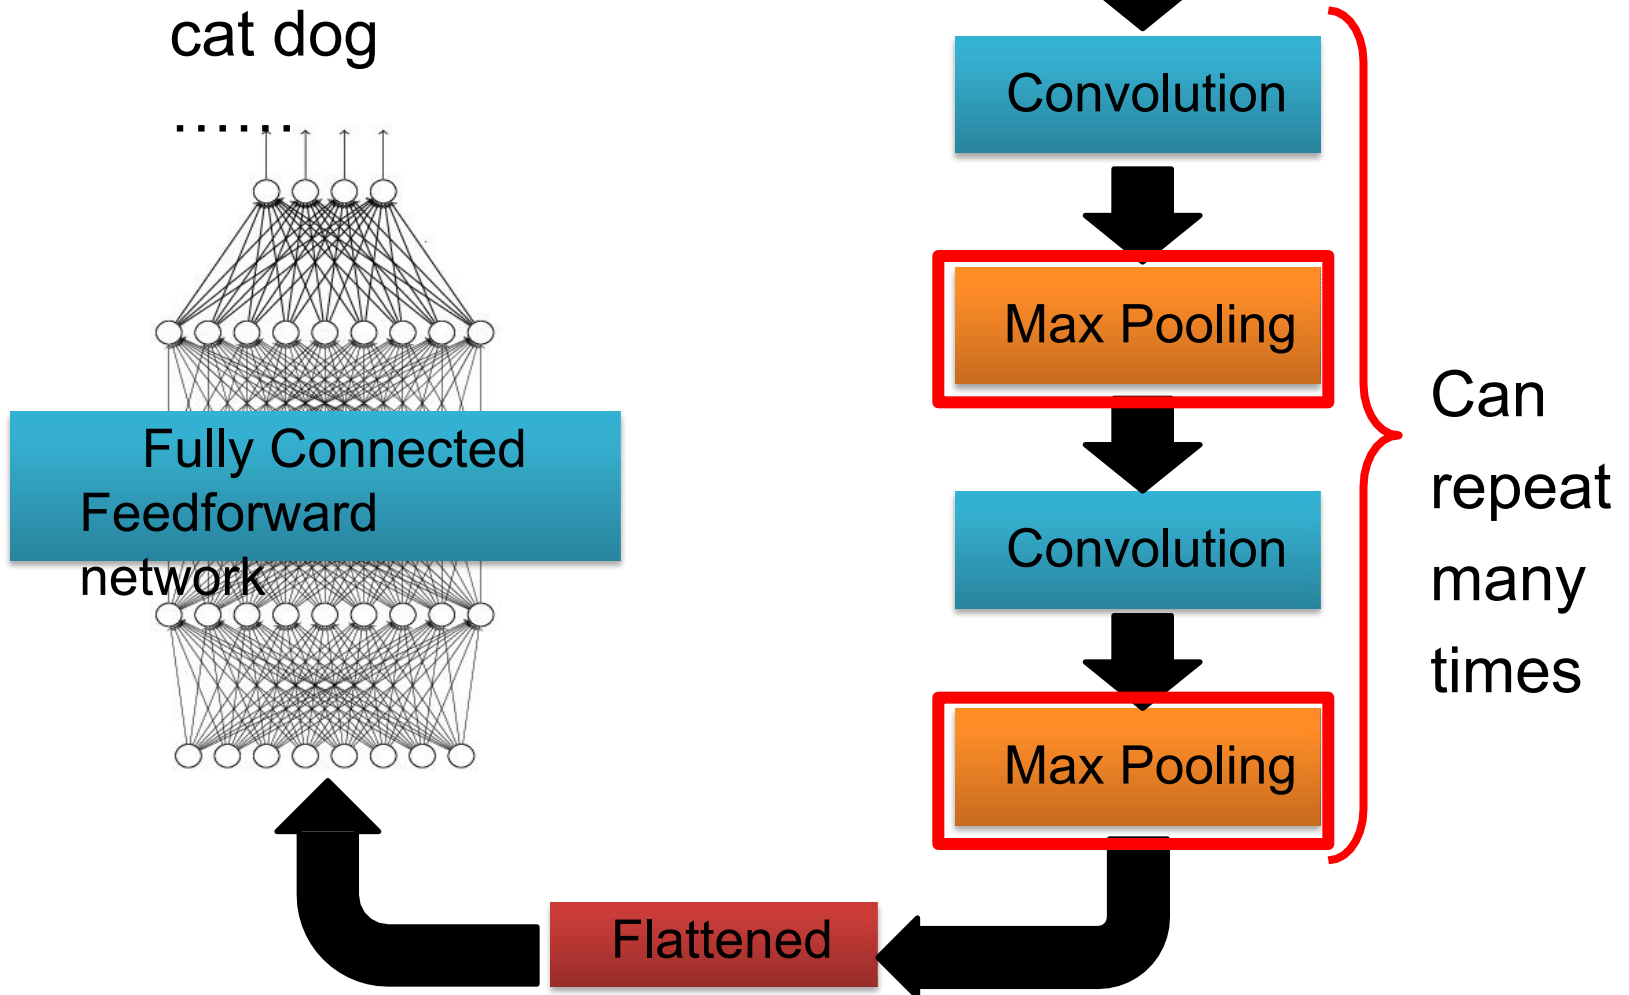 cat dog
......
Convolution
Max Pooling
Convolution
Max Pooling
Can
repeat
many
times
Fully Connected
Feedforward
network
Flattened